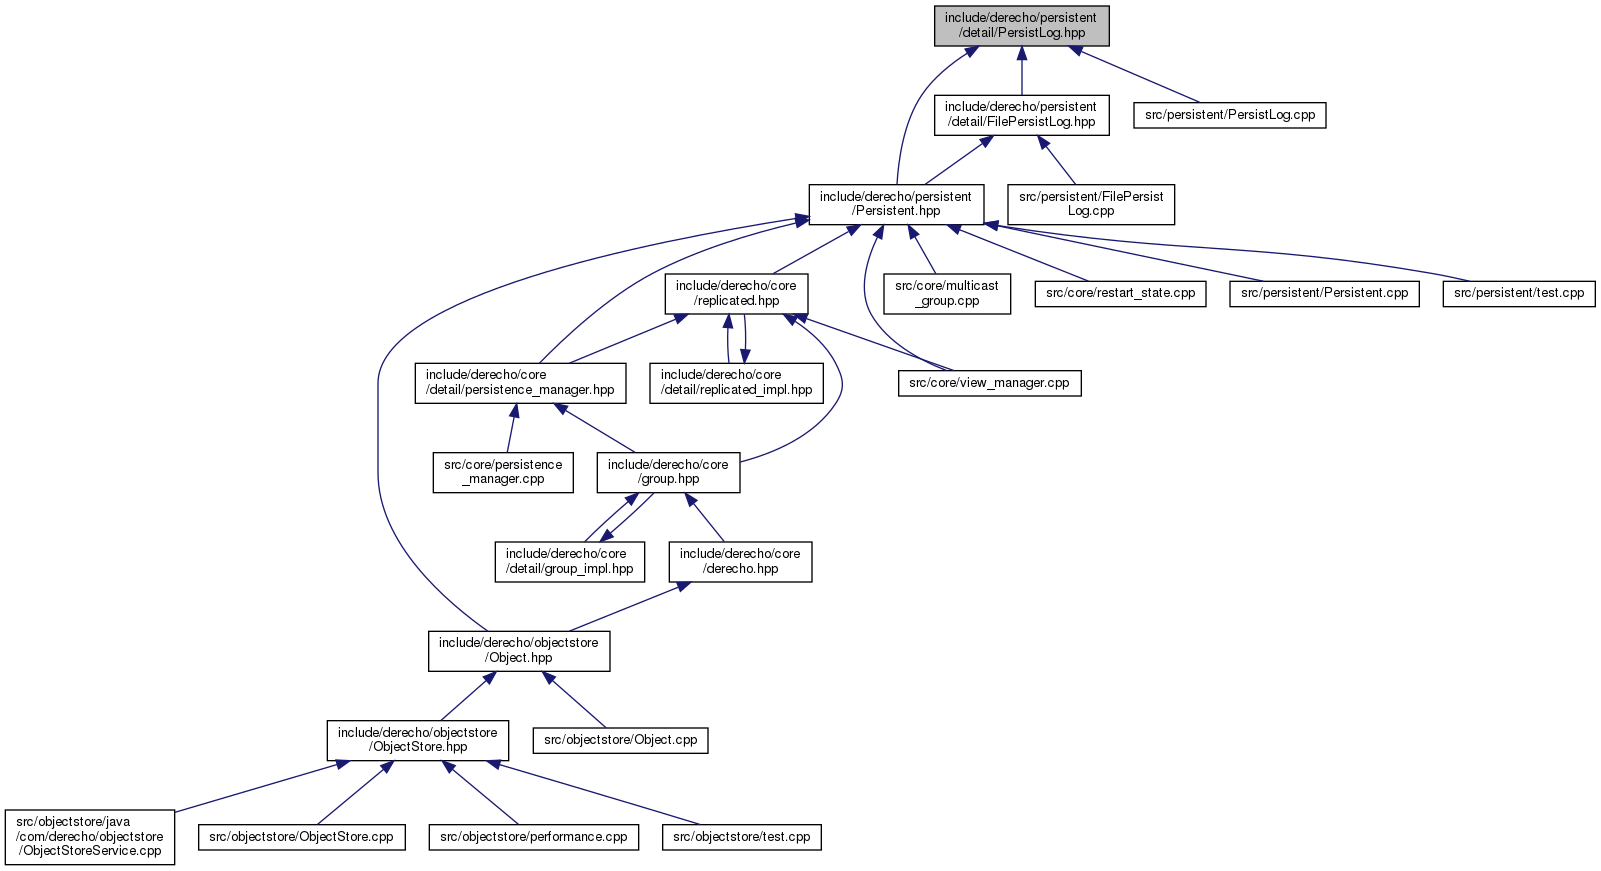 include/derecho/persistent
/detail/PersistLog.hpp
include/derecho/persistent
/detail/FilePersistLog.hpp
src/persistent/PersistLog.cpp
include/derecho/persistent
/Persistent.hpp
src/persistent/FilePersist
Log.cpp
include/derecho/core
/replicated.hpp
src/core/multicast
_group.cpp
src/core/restart_state.cpp
src/persistent/Persistent.cpp
src/persistent/test.cpp
include/derecho/core
/detail/persistence_manager.hpp
include/derecho/core
/detail/replicated_impl.hpp
src/core/view_manager.cpp
src/core/persistence
_manager.cpp
include/derecho/core
/group.hpp
include/derecho/core
/detail/group_impl.hpp
include/derecho/core
/derecho.hpp
include/derecho/objectstore
/Object.hpp
include/derecho/objectstore
/ObjectStore.hpp
src/objectstore/Object.cpp
src/objectstore/java
/com/derecho/objectstore
/ObjectStoreService.cpp
src/objectstore/ObjectStore.cpp
src/objectstore/performance.cpp
src/objectstore/test.cpp